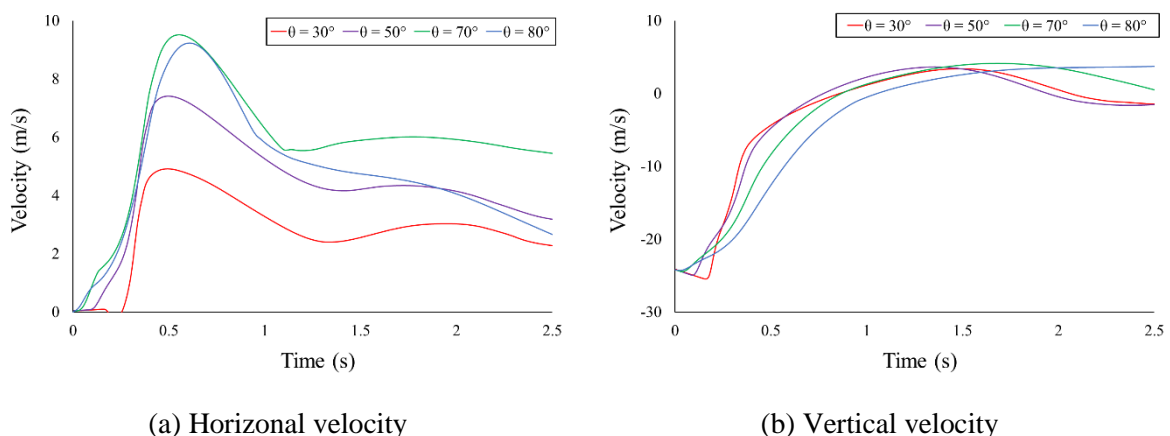 10
8
6
4
2
0
Velocity (m/s)
θ = 30° θ = 50° θ = 70° θ = 80°
0 0.5 1 1.5 2 2.5
Time (s)
(a) Horizonal velocity
10
0
-10
-20
-30
Velocity (m/s)
θ = 30° θ = 50° θ = 70° θ = 80°
0 0.5 1 1.5 2 2.5
Time (s)
(b) Vertical velocity